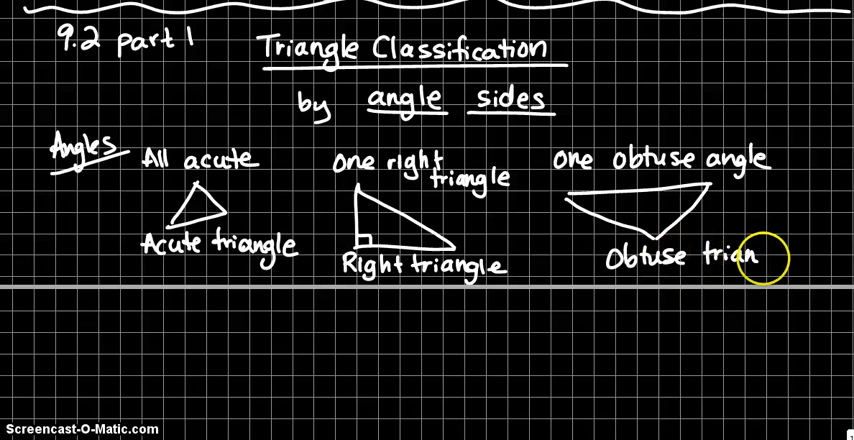 9.2 part 1
Triangle Classification
by angle sides
Angles
All acute
Acute triangle
One right
triangle
Right triangle
One obtuse angle
Obtuse trian
Screencast-O-Matic.com